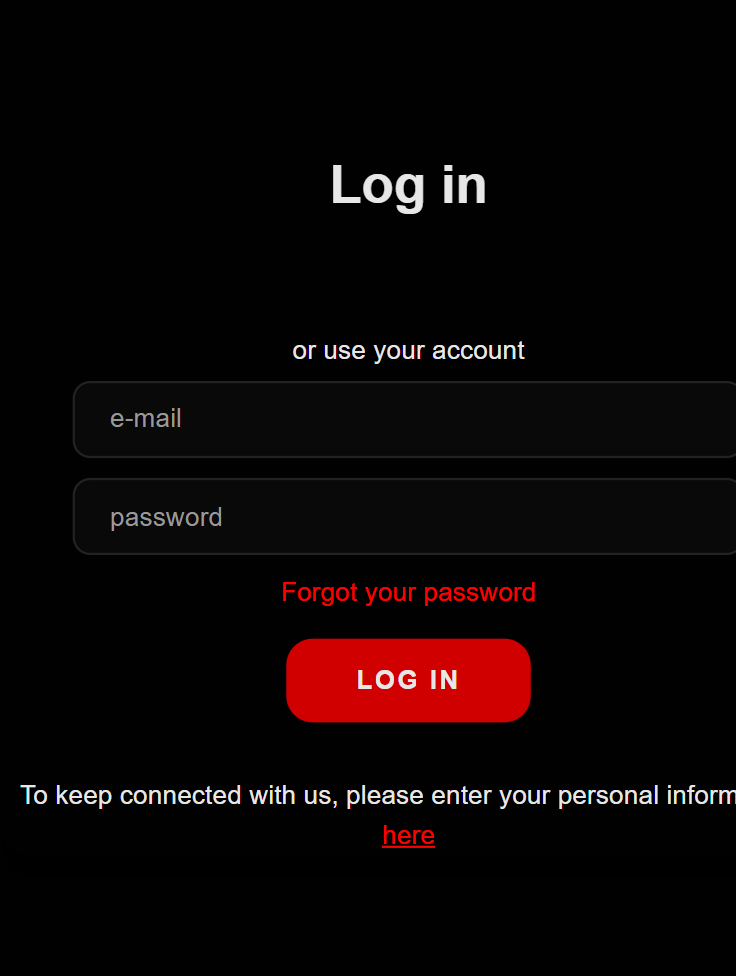 Log in
or use your account
e-mail
password
Forgot your password
LOG IN
To keep connected with us, please enter your personal inform
here